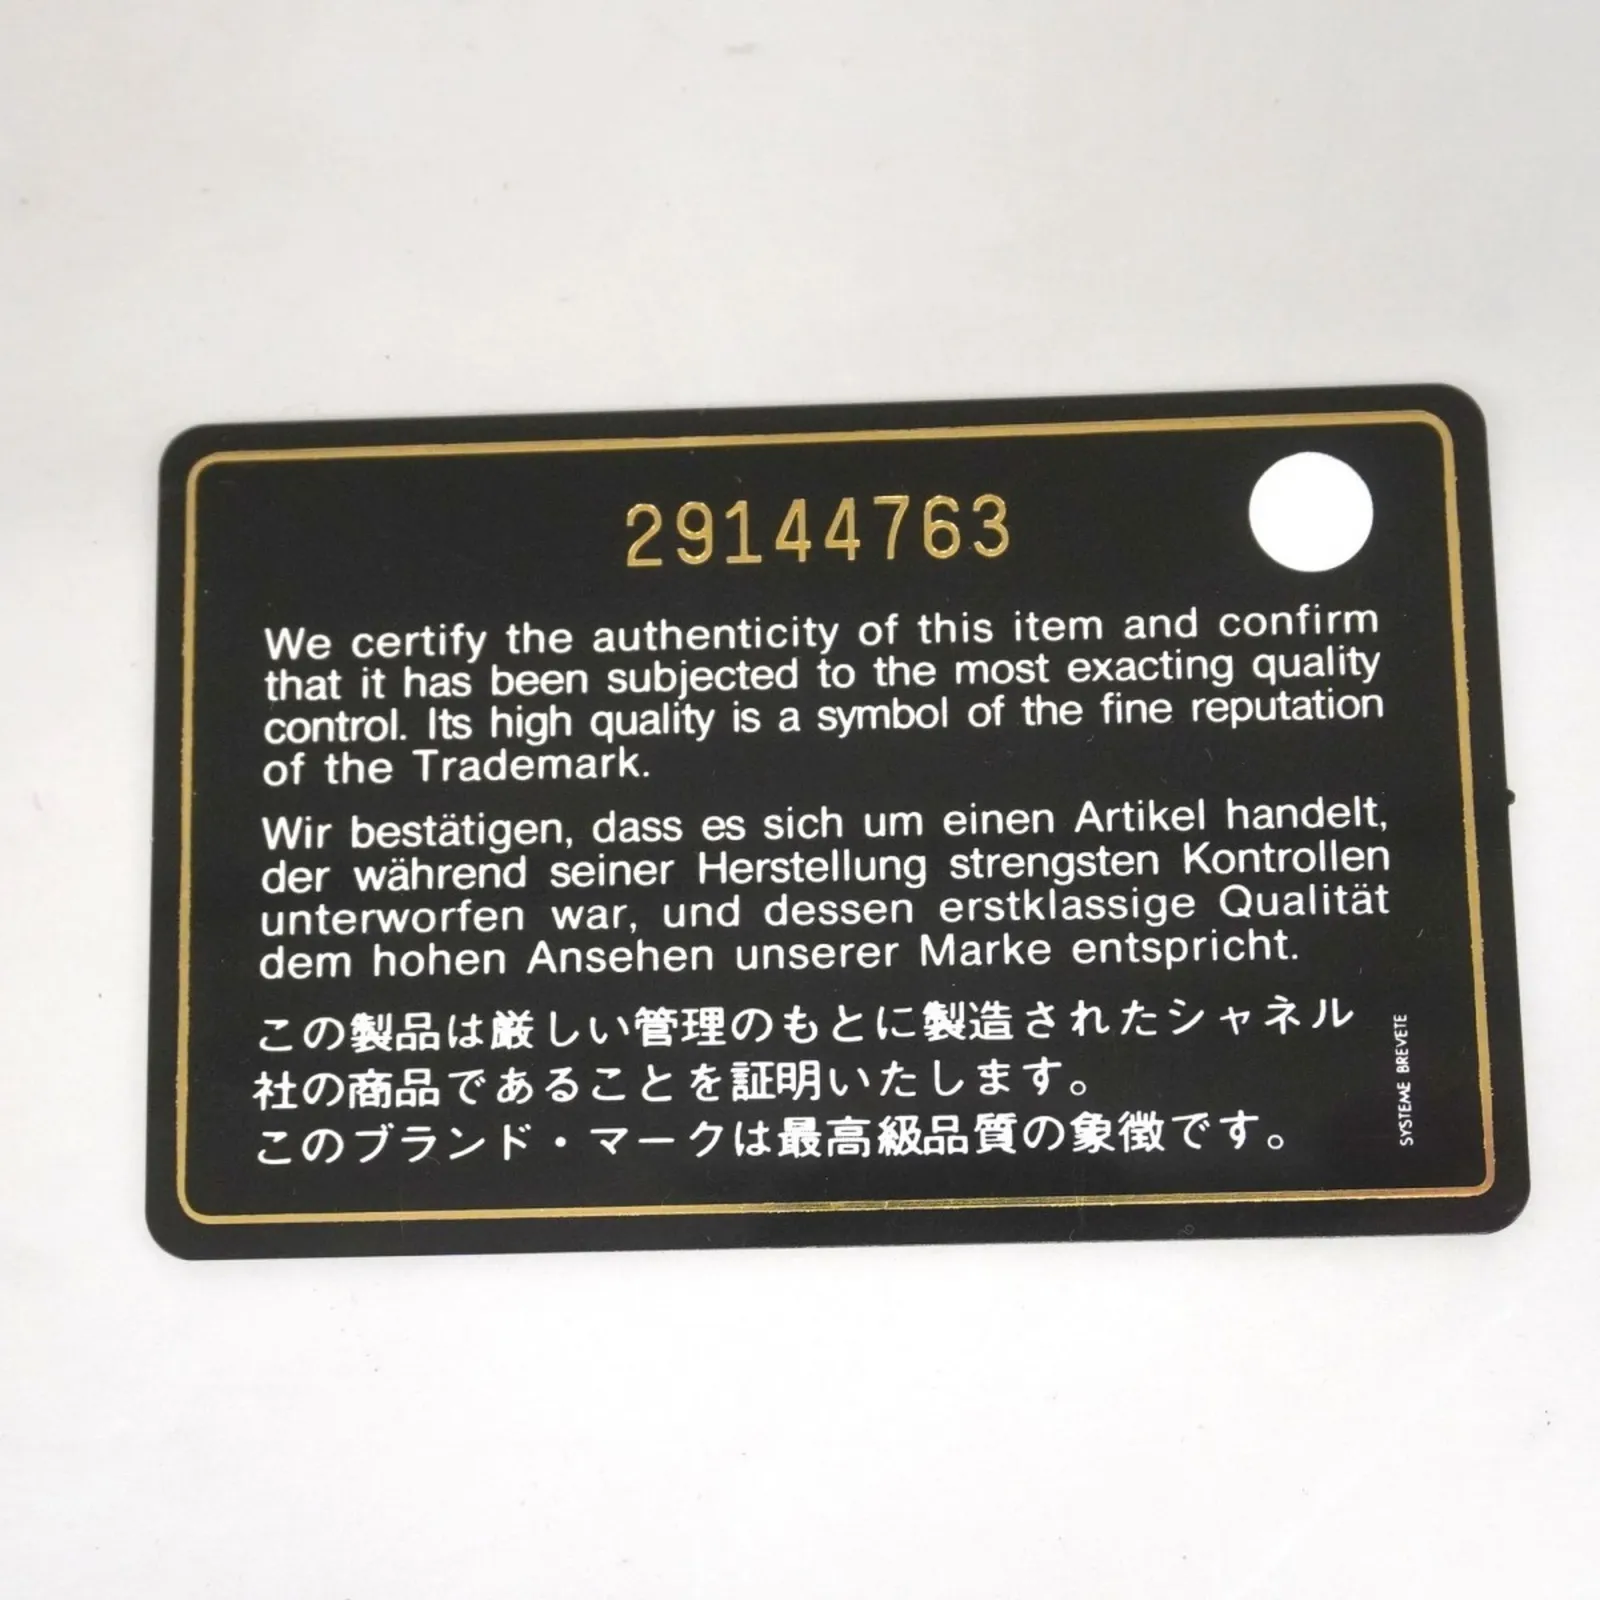 29144763
We certify the authenticity of this item and confirm
that it has been subjected to the most exacting quality
control. Its high quality is a symbol of the fine reputation
of the Trademark.
Wir bestätigen, dass es sich um einen Artikel handelt,
der während seiner Herstellung strengsten Kontrollen
unterworfen war, und dessen erstklassige Qualität
dem hohen Ansehen unserer Marke entspricht.
この製品は厳しい管理のもとに製造されたシャネル
社の商品であることを証明いたします。
このブランド・マークは最高級品質の象徴です。
SYSTEME BREVETE